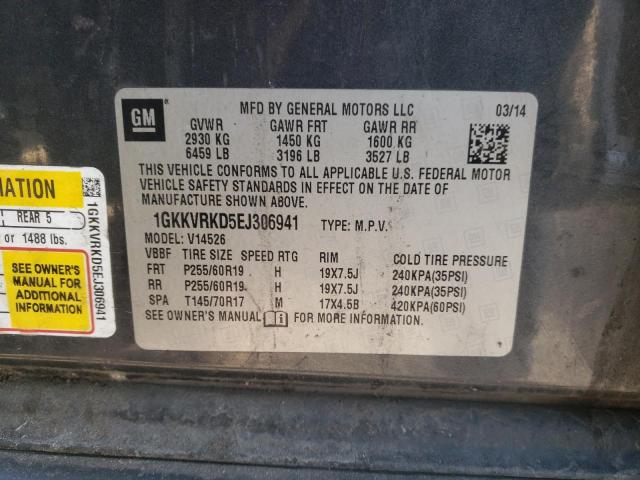 GM
MFD BY GENERAL MOTORS LLC 03/14
GVWR GAWR FRT GAWR RR
2930 KG 1450 KG 1600 KG
6459 LB 3196 LB 3527 LB
THIS VEHICLE CONFORMS TO ALL APPLICABLE U.S. FEDERAL MOTOR
VEHICLE SAFETY STANDARDS IN EFFECT ON THE DATE OF
MANUFACTURE SHOWN ABOVE.
1GKKVRKD5EJ306941 TYPE: M.P.V.
MODEL: V14526
VBBF TIRE SIZE SPEED RTG RIM COLD TIRE PRESSURE
FRT P255/60R19 H 19X7.5J 240KPA(35PSI)
RR P255/60R19 H 19X7.5J 240KPA(35PSI)
SPA T145/70R17 M 17X4.5B 420KPA(60PSI)
SEE OWNER'S MANUAL FOR MORE INFORMATION.
REAR 5
or 1488 lbs.
SEE OWNER'S
MANUAL FOR
ADDITIONAL
INFORMATION
1GKKVRKD5EJ306941